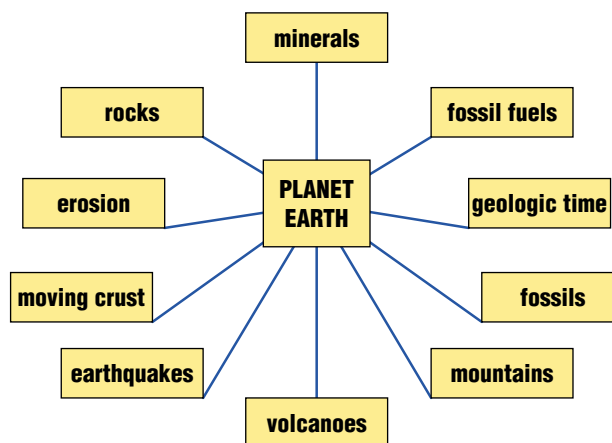 minerals
rocks
fossil fuels
PLANET
EARTH
erosion
geologic time
moving crust
fossils
earthquakes
mountains
volcanoes